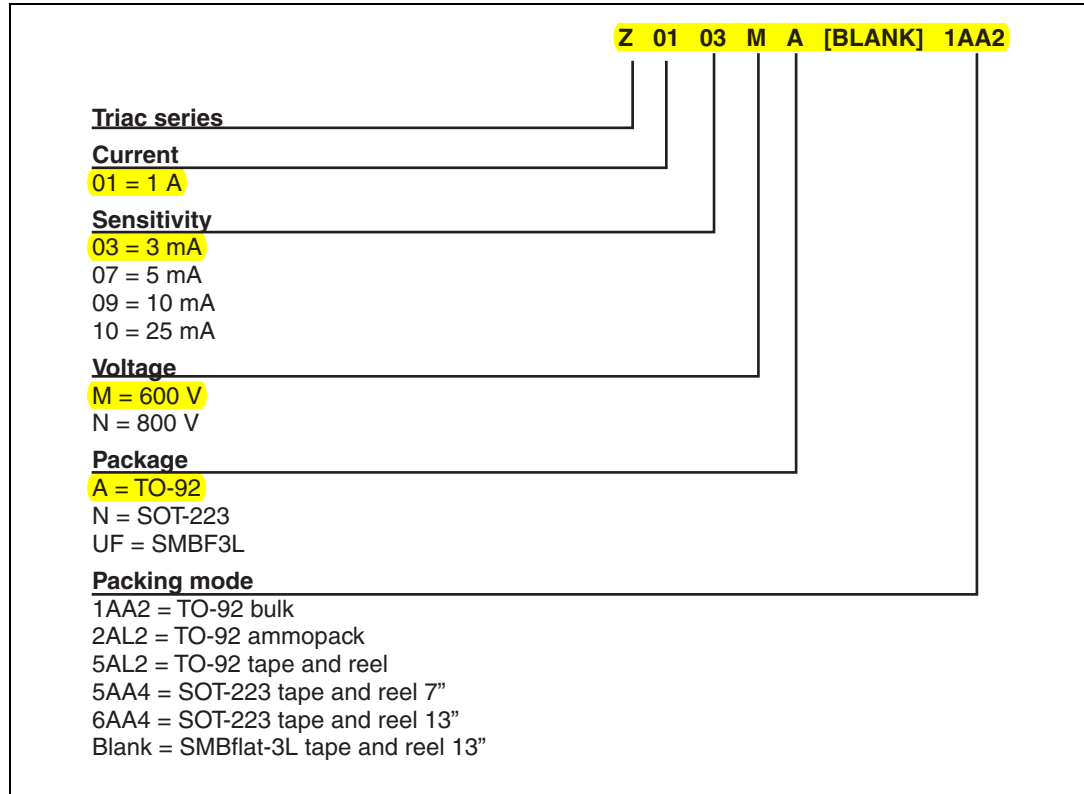 Z 01 03 M A [BLANK] 1AA2
Triac series
Current
01 = 1 A
Sensitivity
03 = 3 mA
07 = 5 mA
09 = 10 mA
10 = 25 mA
Voltage
M = 600 V
N = 800 V
Package
A = TO-92
N = SOT-223
UF = SMBF3L
Packing mode
1AA2 = TO-92 bulk
2AL2 = TO-92 ammopack
5AL2 = TO-92 tape and reel
5AA4 = SOT-223 tape and reel 7”
6AA4 = SOT-223 tape and reel 13”
Blank = SMBflat-3L tape and reel 13”